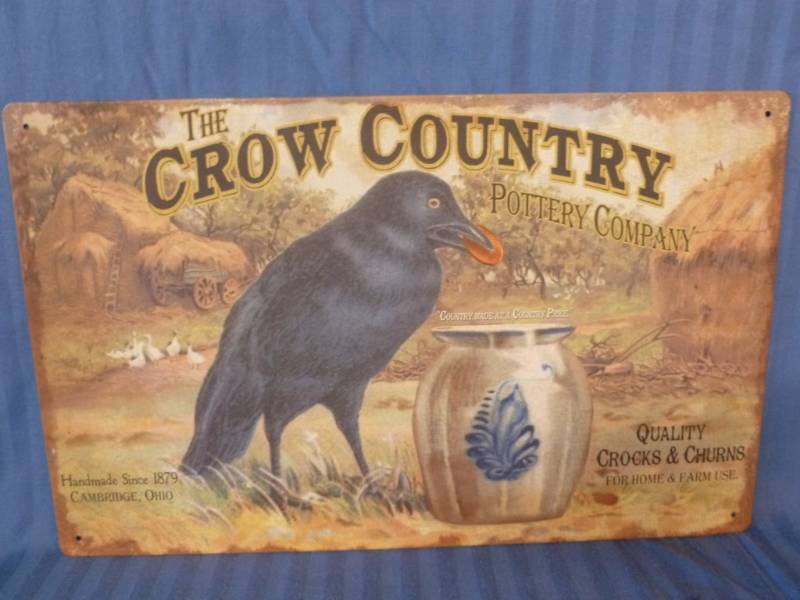 THE
CROW COUNTRY
POTTERY COMPANY
"COUNTRY MADE AT A COUNTRY PRICE"
QUALITY
CROCKS & CHURNS
FOR HOME & FARM USE.
Handmade Since 1879
CAMBRIDGE, OHIO